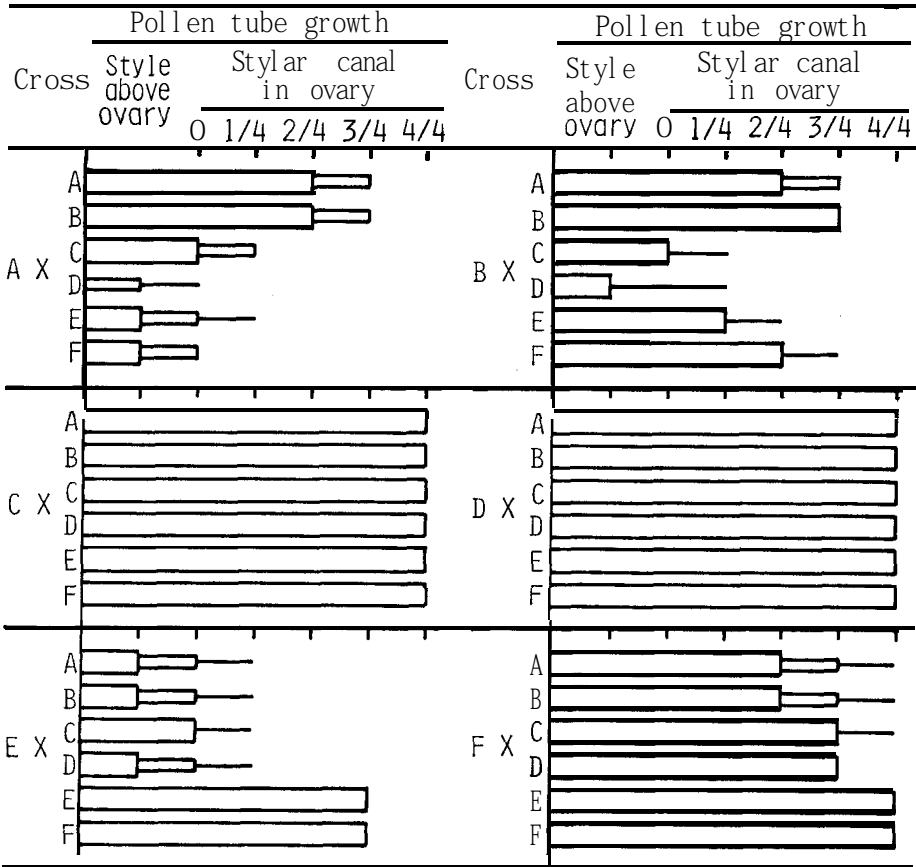 Pollen tube growth
Cross Style above ovary Stylar canal in ovary
0 1/4 2/4 3/4 4/4
Pollen tube growth
Cross Style above ovary Stylar canal in ovary
0 1/4 2/4 3/4 4/4
A X
A
B
C
D
E
F
B X
A
B
C
D
E
F
C X
A
B
C
D
E
F
D X
A
B
C
D
E
F
E X
A
B
C
D
E
F
F X
A
B
C
D
E
F